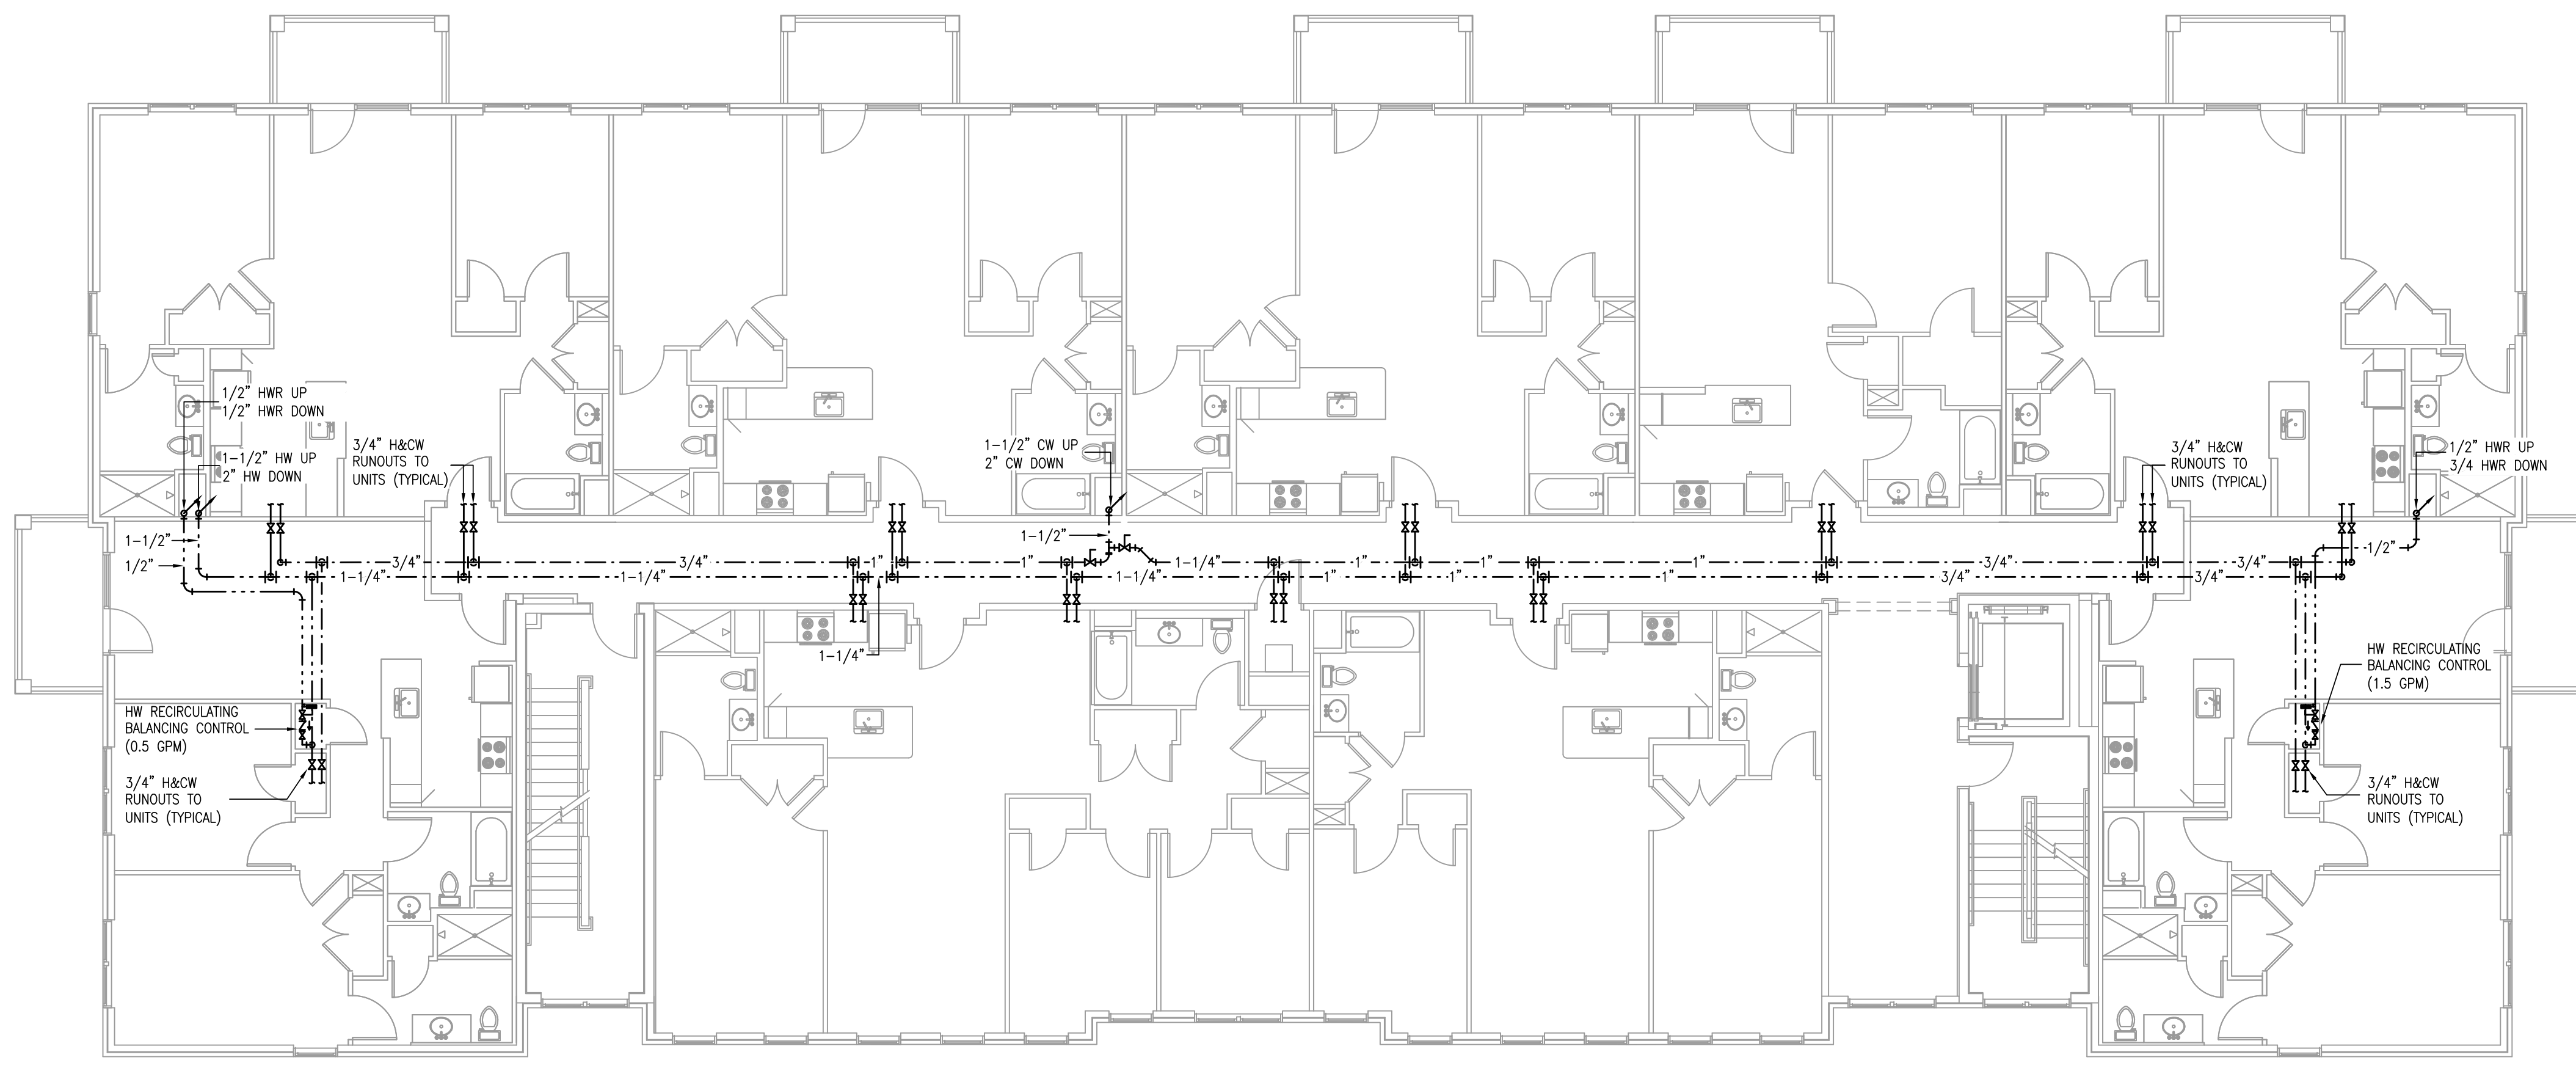 1/2" HWR UP
1/2" HWR DOWN
1-1/2" HW UP
2" HW DOWN
3/4" H&CW
RUNOUTS TO
UNITS (TYPICAL)
1-1/2" CW UP
2" CW DOWN
3/4" H&CW
RUNOUTS TO
UNITS (TYPICAL)
1/2" HWR UP
3/4 HWR DOWN
1-1/2"
1/2"
1-1/2"
3/4"
3/4"
1"
1"
1-1/4"
1"
1"
1"
3/4"
3/4"
1/2"
1-1/4"
1-1/4"
1-1/4"
1"
1"
1"
3/4"
3/4"
1-1/4"
HW RECIRCULATING
BALANCING CONTROL
(0.5 GPM)
3/4" H&CW
RUNOUTS TO
UNITS (TYPICAL)
HW RECIRCULATING
BALANCING CONTROL
(1.5 GPM)
3/4" H&CW
RUNOUTS TO
UNITS (TYPICAL)